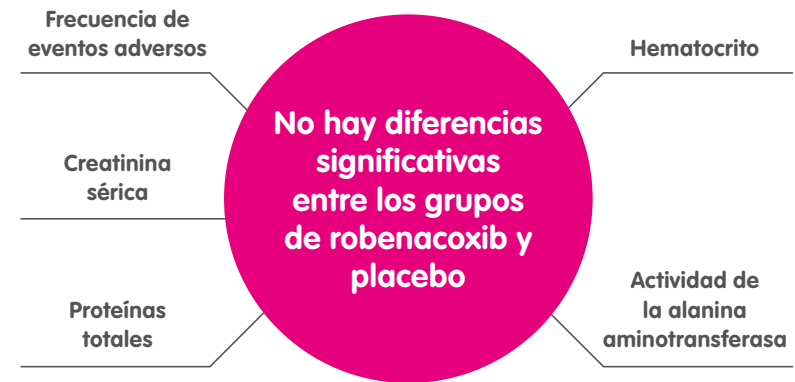 Frecuencia de
eventos adversos
Creatinina
sérica
Proteínas
totales
No hay diferencias
significativas
entre los grupos
de robenacoxib y
placebo
Hematocrito
Actividad de
la alanina
aminotransferasa